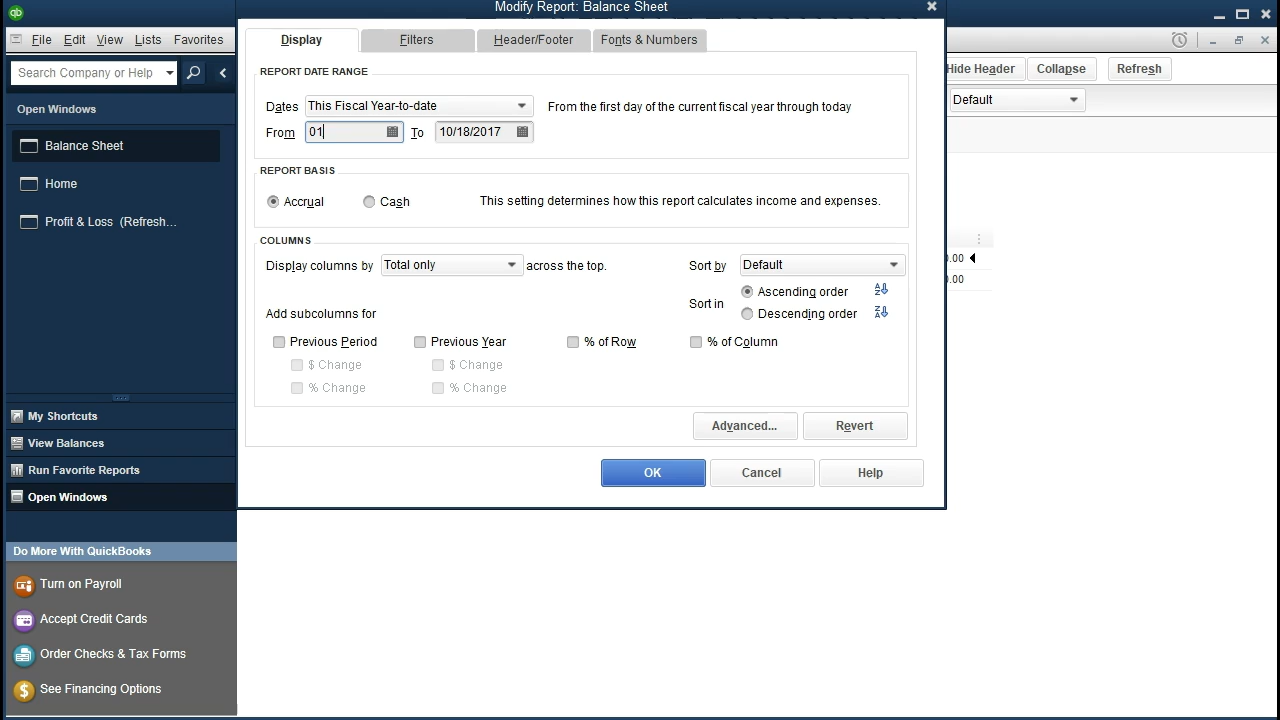 Modify Report: Balance Sheet
qb
File Edit View Lists Favorites
Display Filters Header/Footer Fonts & Numbers
Hide Header Collapse Refresh
Search Company or Help
REPORT DATE RANGE
Default
Open Windows
Dates This Fiscal Year-to-date From the first day of the current fiscal year through today
From 01 To 10/18/2017
Balance Sheet
Home
Profit & Loss (Refresh...
REPORT BASIS
Accrual Cash This setting determines how this report calculates income and expenses.
COLUMNS
Display columns by Total only across the top. Sort by Default
.00
.00
Sort in Ascending order
Descending order
Add subcolumns for
Previous Period Previous Year % of Row % of Column
$ Change $ Change
% Change % Change
Advanced... Revert
OK Cancel Help
My Shortcuts
View Balances
Run Favorite Reports
Open Windows
Do More With QuickBooks
Turn on Payroll
Accept Credit Cards
Order Checks & Tax Forms
See Financing Options